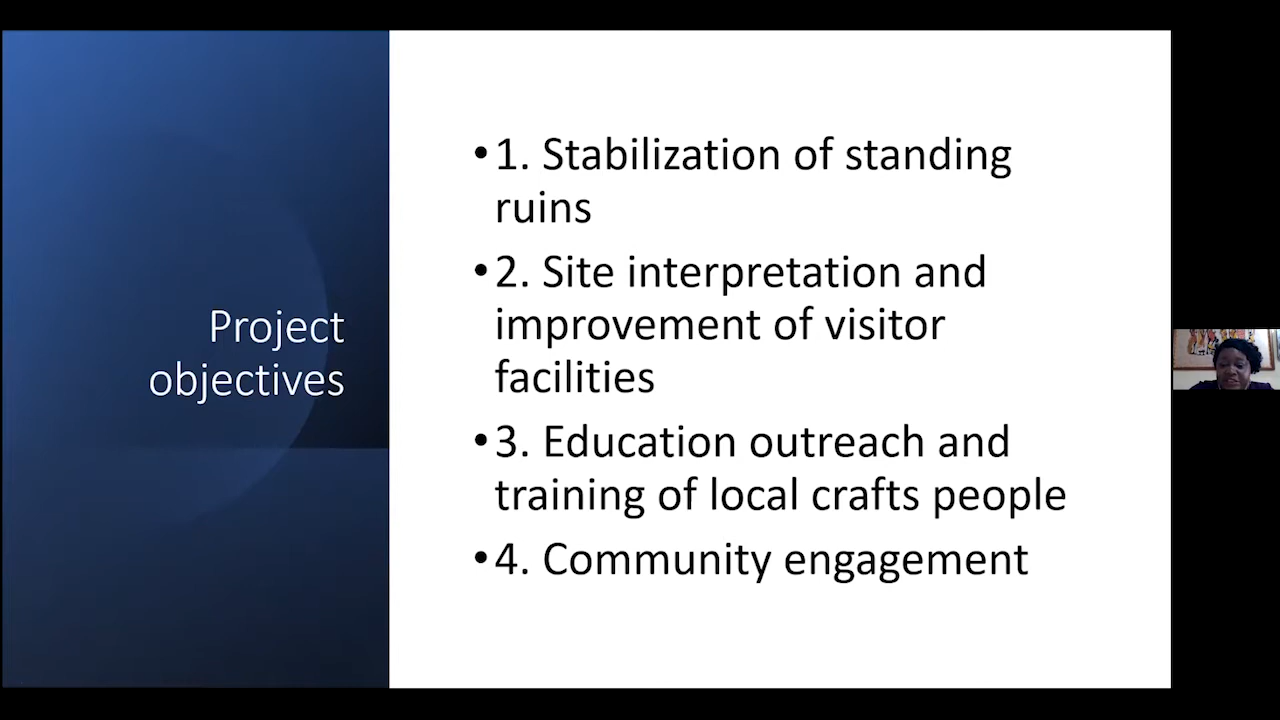 Project
objectives
•1. Stabilization of standing
ruins
•2. Site interpretation and
improvement of visitor
facilities
•3. Education outreach and
training of local crafts people
•4. Community engagement